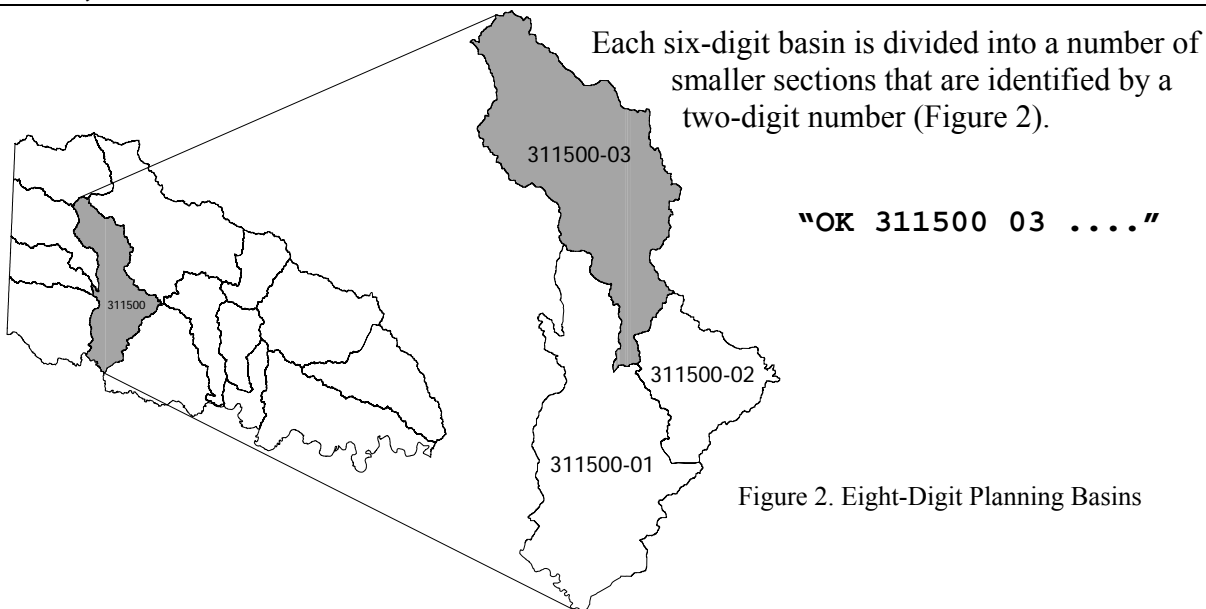 Each six-digit basin is divided into a number of
smaller sections that are identified by a
two-digit number (Figure 2).
311500-03
"OK 311500 03 ...."
311500
311500-02
311500-01
Figure 2. Eight-Digit Planning Basins